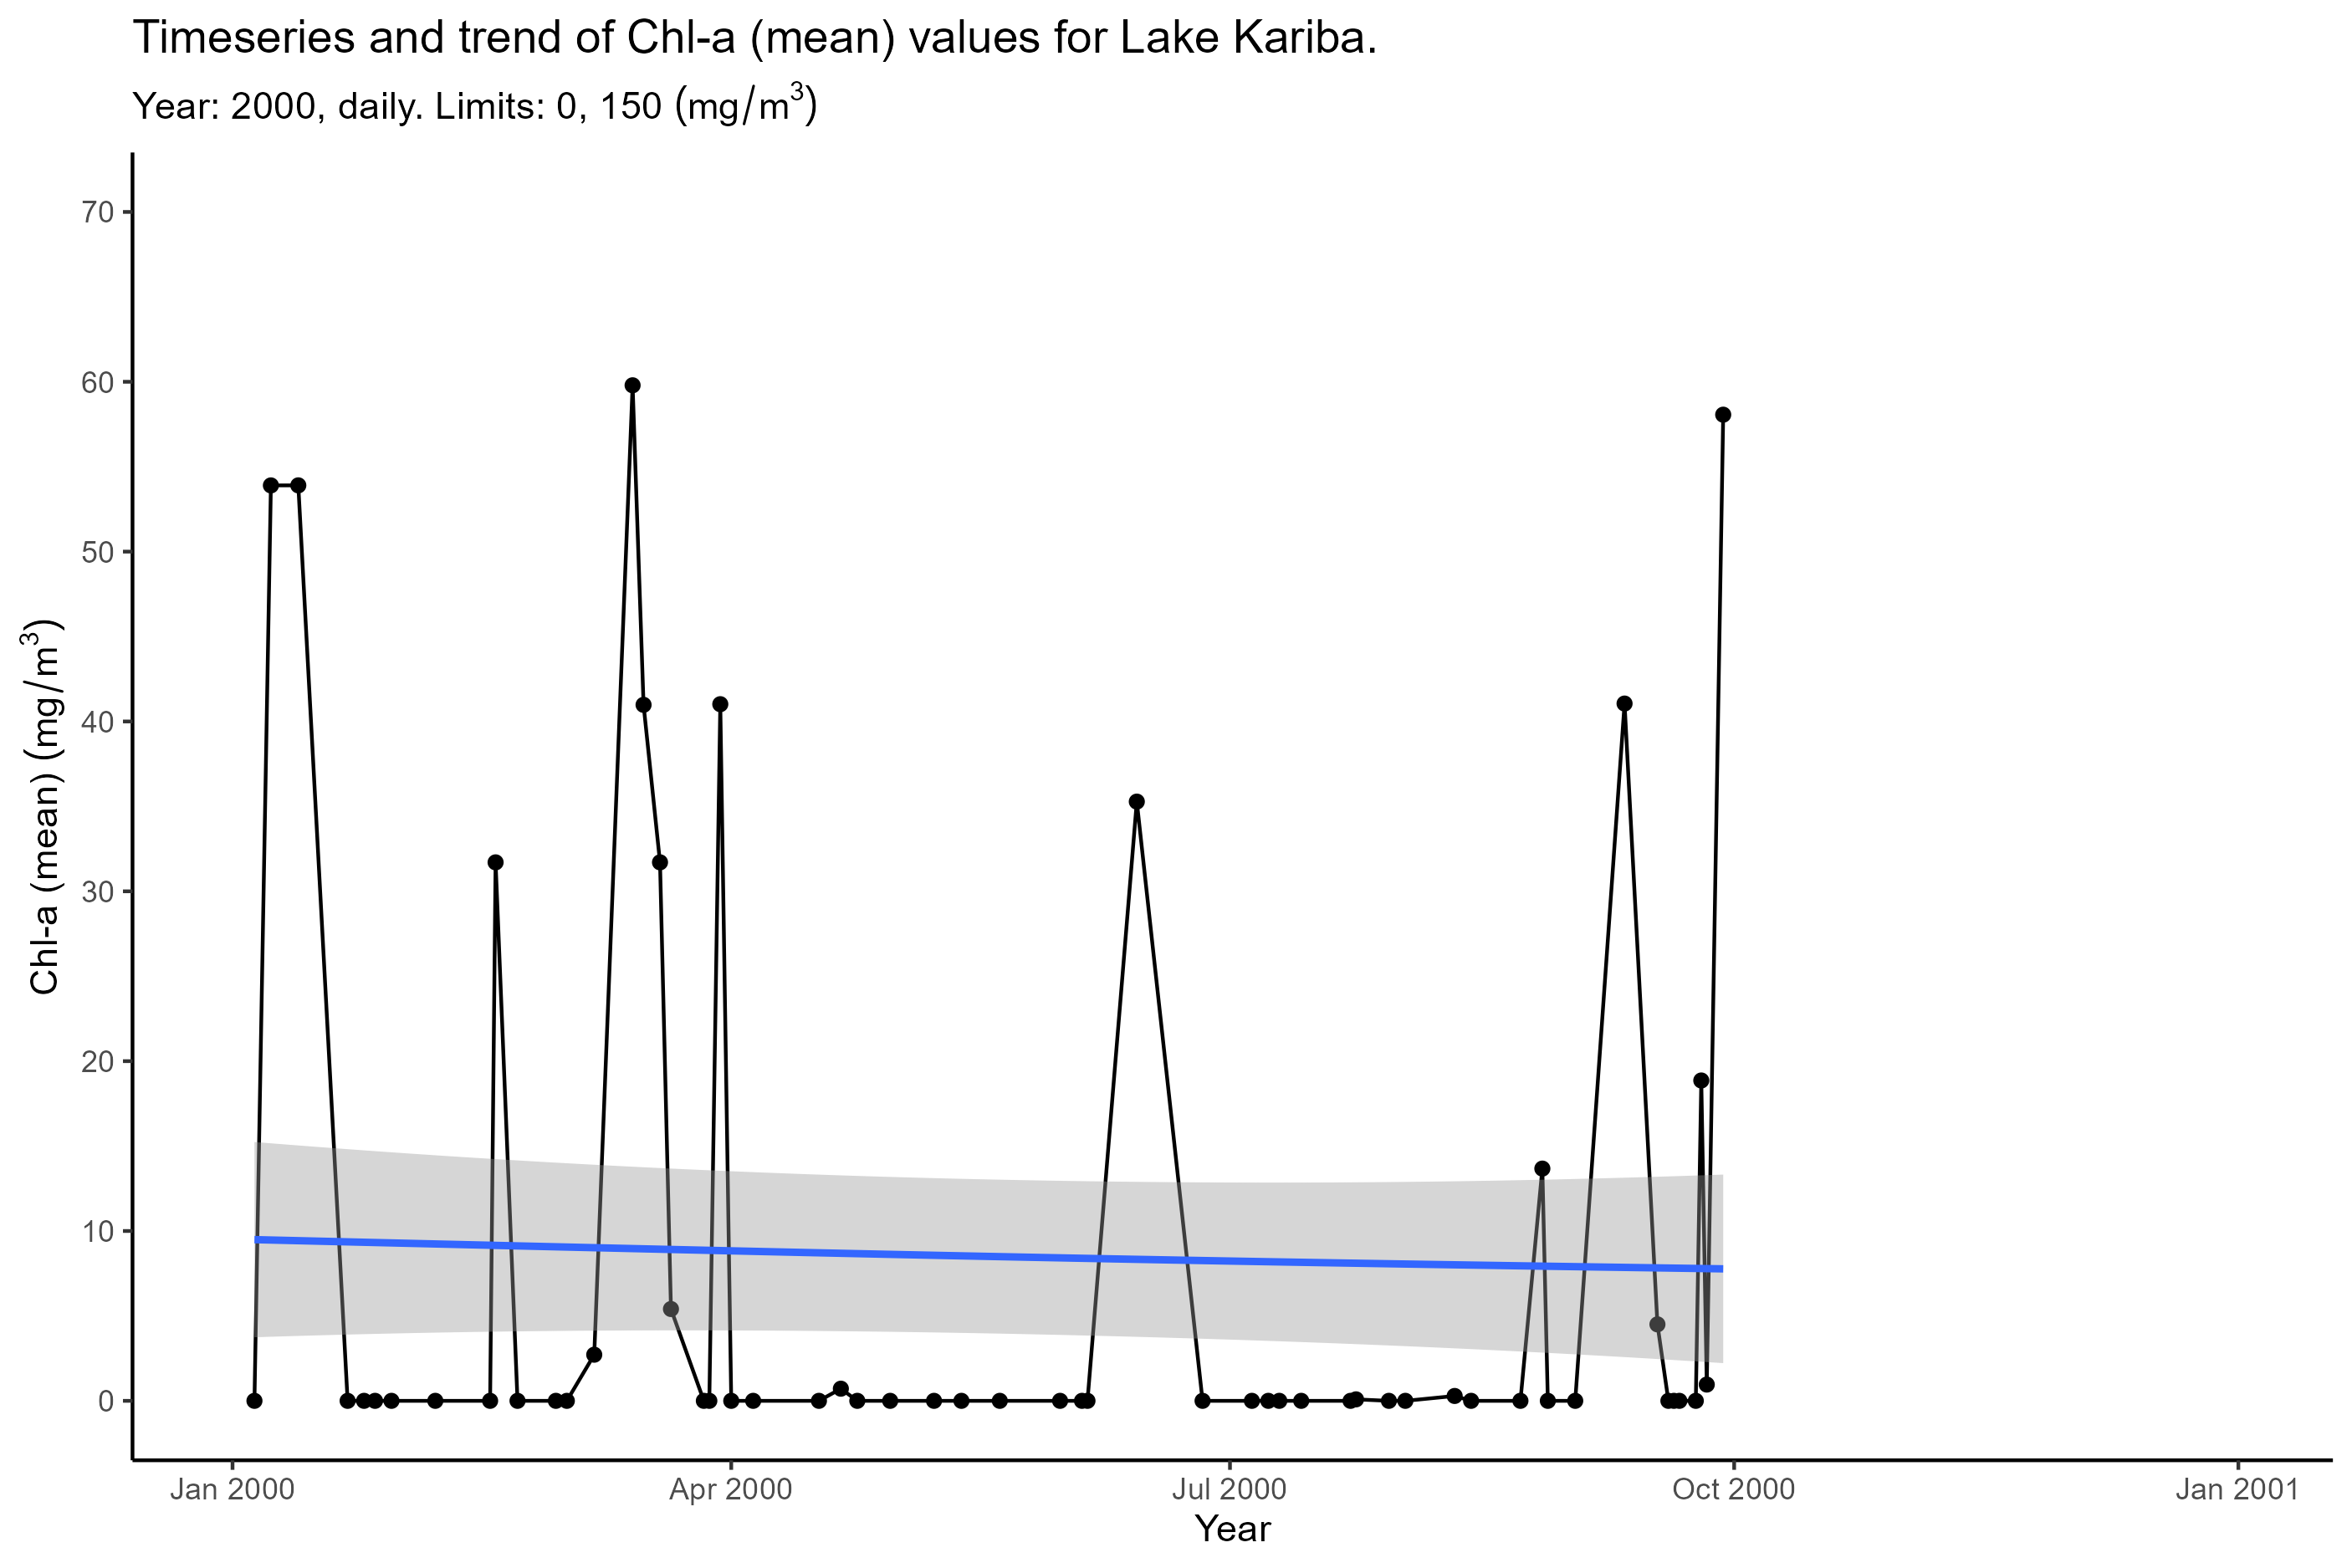 Timeseries and trend of Chl-a (mean) values for Lake Kariba.
Year: 2000, daily. Limits: 0, 150 (mg/m³)
Chl-a (mean) (mg/m³)
70
60
50
40
30
20
10
0
Jan 2000 Apr 2000 Jul 2000 Oct 2000 Jan 2001
Year